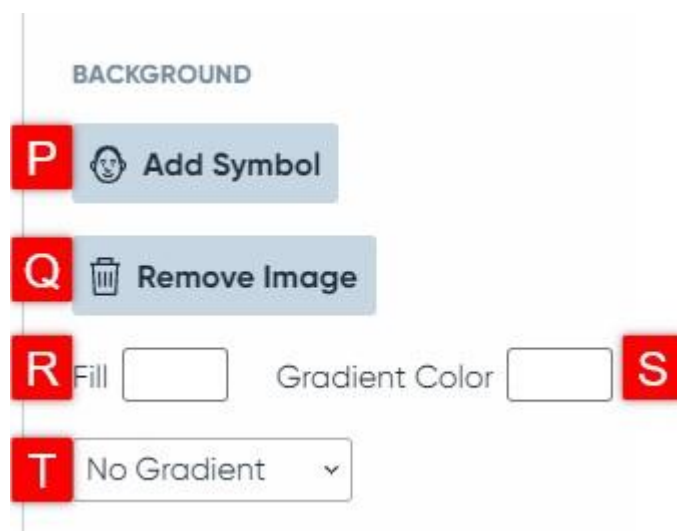 BACKGROUND
P Add Symbol
Q Remove Image
R Fill Gradient Color S
T No Gradient